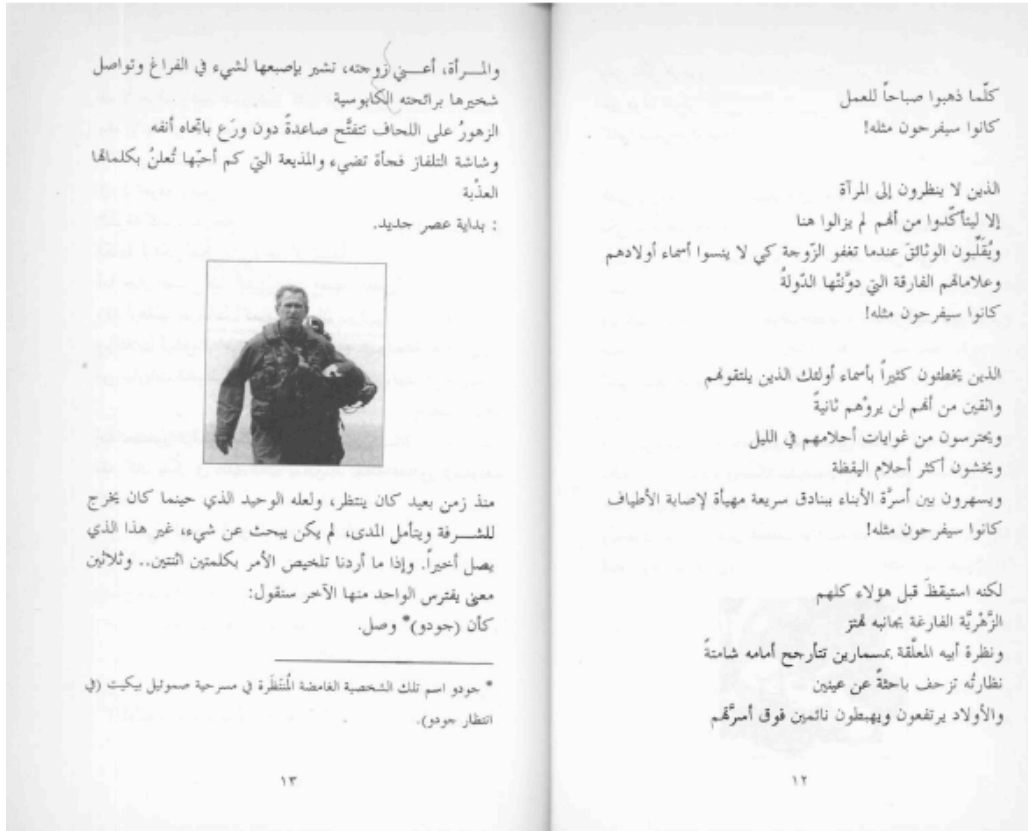 كلّما ذهبوا صباحاً للعمل
كانوا سيفرحون مثله!
الذين لا ينظرون إلى المرآة
إلا ليتأكّدوا من أنهم لم يزالوا هنا
ويُقَلِّبون الوثائقَ عندما تغفو الزّوجة كي لا ينسوا أسماء أولادهم
وعلاماتهم الفارقة التي دوَّنتْها الدّولةُ
كانوا سيفرحون مثله!
الذين يخطئون كثيراً بأسماء أولئك الذين يلتقونهم
واثقين من أنهم لن يروْهم ثانيةً
ويحترسون من غوايات أحلامهم في الليل
ويخشون أكثر أحلام اليقظة
ويسهرون بين أسرَّة الأبناء ببنادق سريعة مهيأة لإصابة الأطياف
كانوا سيفرحون مثله!
لكنه استيقظَ قبل هؤلاء كلهم
الزَّهْريَّة الفارغة بجانبه تهتز
ونظرة أبيه المعلَّقة بمسمارين تتأرجح أمامه شامتةً
نظارتُه تزحف باحثةً عن عينين
والأولاد يرتفعون ويهبطون نائمين فوق أسرَّتهم
١٢
والمـــرأة، أعـــني زوجته، تشير بإصبعها لشيء في الفراغ وتواصل
شخيرها برائحته الكابوسية
الزهورُ على اللحاف تتفتَّح صاعدةً دون ورَع باتجاه أنفه
وشاشة التلفاز فجأة تضيء والمذيعة التي كم أحبّها تُعلنُ بكلماتها
العذْبة
: بداية عصر جديد.
منذ زمن بعيد كان ينتظر، ولعله الوحيد الذي حينما كان يخرج
للشـــرفة ويتأمل المدى، لم يكن يبحث عن شيء، غير هذا الذي
يصل أخيراً. وإذا ما أردنا تلخيص الأمر بكلمتين اثنتين.. وثلاثين
معنى يفترس الواحد منها الآخر سنقول:
كأن (جودو)* وصل.
* جودو اسم تلك الشخصية الغامضة المُنتَظَرة في مسرحية صموئيل بيكيت (في
انتظار جودو).
١٣